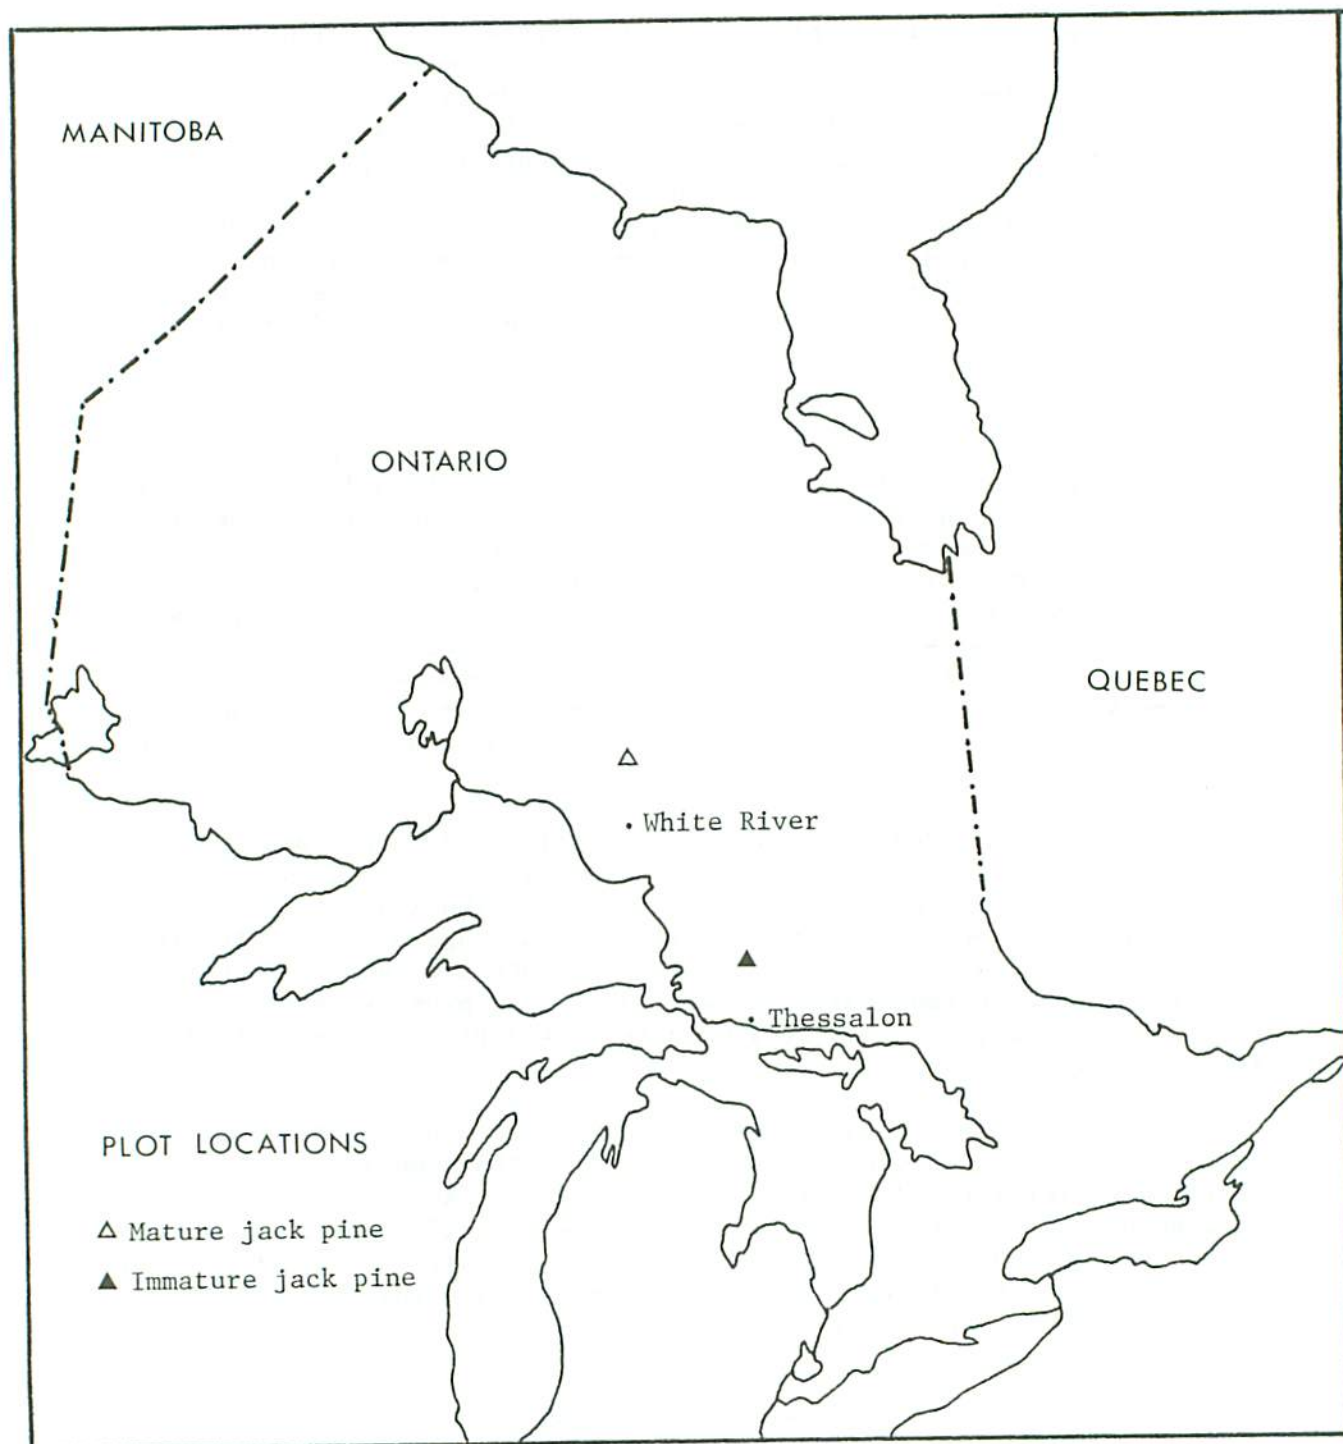 MANITOBA
ONTARIO
QUEBEC
White River
Thessalon
PLOT LOCATIONS
Mature jack pine
Immature jack pine